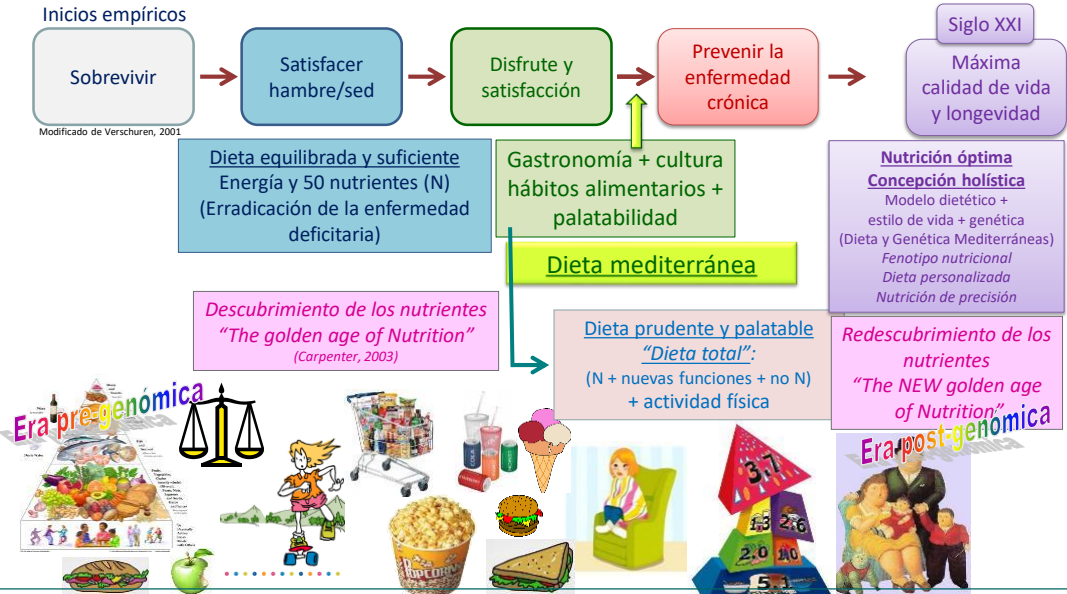 Inicios empíricos
Sobrevivir
Modificado de Verschuren, 2001
Satisfacer
hambre/sed
Disfrute y
satisfacción
Prevenir la
enfermedad
crónica
Siglo XXI
Máxima
calidad de vida
y longevidad
Dieta equilibrada y suficiente
Energía y 50 nutrientes (N)
(Erradicación de la enfermedad
deficitaria)
Gastronomía + cultura
hábitos alimentarios +
palatabilidad
Dieta mediterránea
Nutrición óptima
Concepción holística
Modelo dietético +
estilo de vida + genética
(Dieta y Genética Mediterráneas)
Fenotipo nutricional
Dieta personalizada
Nutrición de precisión
Descubrimiento de los nutrientes
“The golden age of Nutrition”
(Carpenter, 2003)
Dieta prudente y palatable
“Dieta total”:
(N + nuevas funciones + no N)
+ actividad física
Redescubrimiento de los
nutrientes
“The NEW golden age
of Nutrition”
Era pre-genómica
Era post-genómica
POPCORN
3,7
1.3 2.6
2.0
5.1